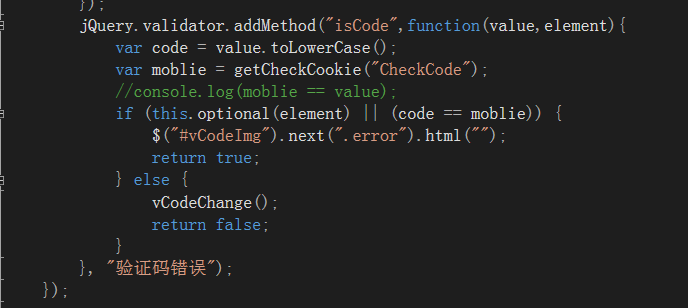 });
jQuery.validator.addMethod("isCode",function(value,element){
var code = value.toLowerCase();
var moblie = getCheckCookie("CheckCode");
//console.log(moblie == value);
if (this.optional(element) || (code == moblie)) {
$("#vCodeImg").next(".error").html("");
return true;
} else {
vCodeChange();
return false;
}
}, "验证码错误");
});